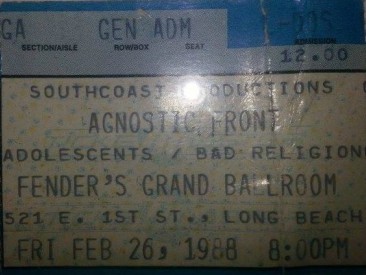 GA GEN ADM
SECTION/AISLE ROW/BOX SEAT ADMISSION
12.00
SOUTHCOAST PRODUCTIONS
AGNOSTIC FRONT
ADOLESCENTS / BAD RELIGION
FENDER'S GRAND BALLROOM
521 E. 1ST ST., LONG BEACH
FRI FEB 26, 1988 8:00PM